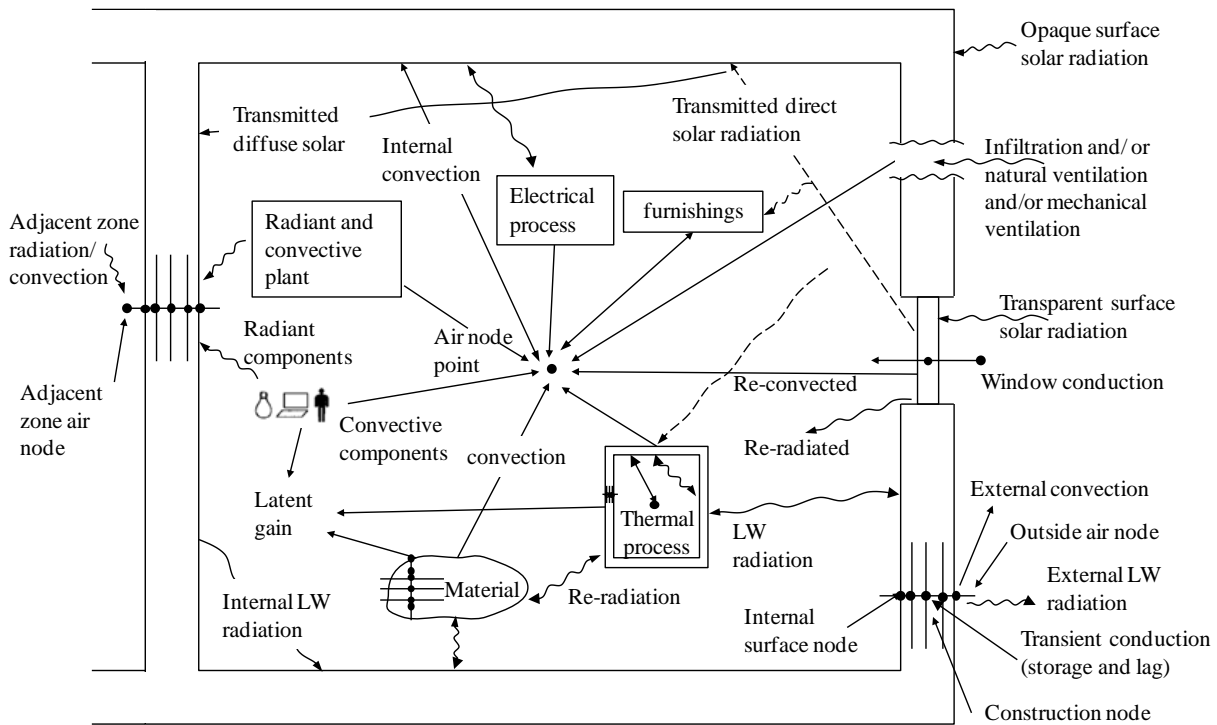 Opaque surface
solar radiation
Transmitted
diffuse solar
Internal
convection
Transmitted direct
solar radiation
Infiltration and/ or
natural ventilation
and/or mechanical
ventilation
Electrical
process
furnishings
Adjacent zone
radiation/
convection
Radiant and
convective
plant
Transparent surface
solar radiation
Radiant
components
Air node
point
Re-convected
Window conduction
Adjacent
zone air
node
Convective
components
convection
Re-radiated
Latent
gain
Thermal
process
LW
radiation
External convection
Outside air node
External LW
radiation
Material
Re-radiation
Internal LW
radiation
Internal
surface node
Transient conduction
(storage and lag)
Construction node